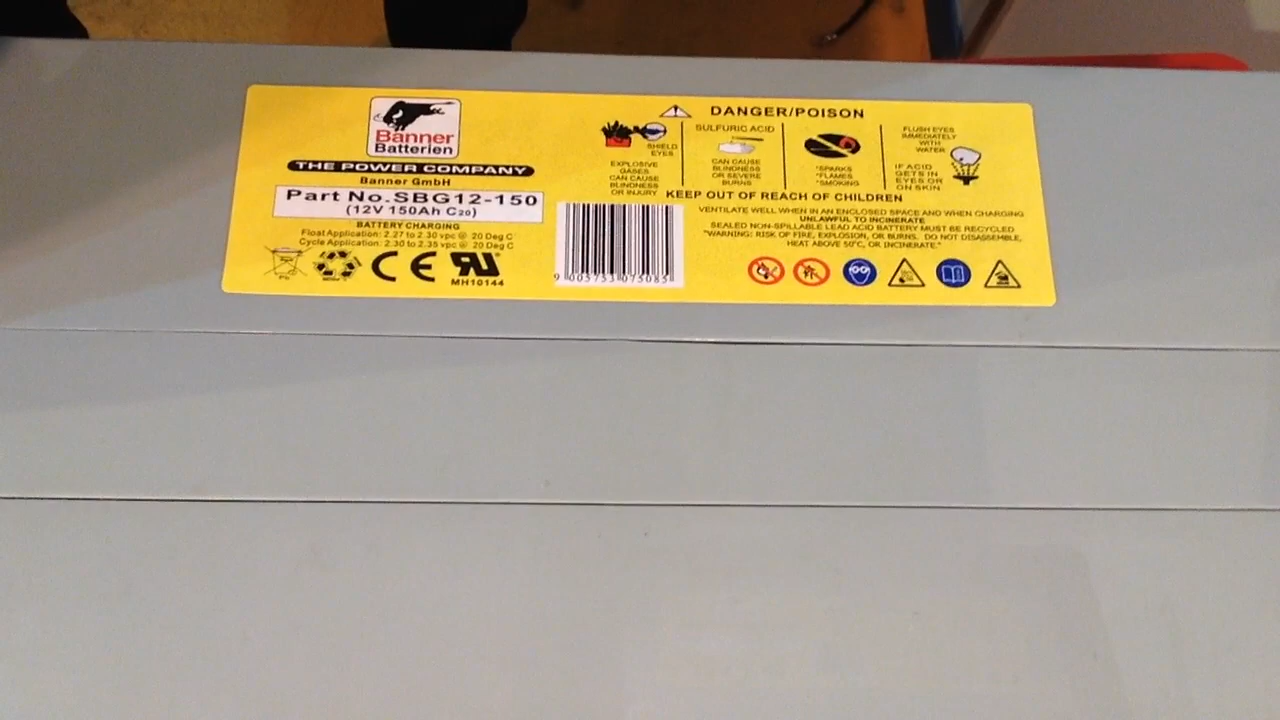 Banner
Batterien
THE POWER COMPANY
Banner GmbH
Part No.SBG12-150
(12V 150Ah C20)
BATTERY CHARGING
Float Application: 2.27 to 2.30 vpc @ 20 Deg C
Cycle Application: 2.30 to 2.35 vpc @ 20 Deg C
Pb
CE
MH10144
9 005753 075085
DANGER/POISON
SHIELD
EYES
EXPLOSIVE
GASES
CAN CAUSE
BLINDNESS
OR INJURY
SULFURIC ACID
CAN CAUSE
BLINDNESS
OR SEVERE
BURNS
*SPARKS
*FLAMES
*SMOKING
FLUSH EYES
IMMEDIATELY
WITH
WATER
IF ACID
GETS IN
EYES OR
ON SKIN
KEEP OUT OF REACH OF CHILDREN
VENTILATE WELL WHEN IN AN ENCLOSED SPACE AND WHEN CHARGING
UNLAWFUL TO INCINERATE
SEALED NON-SPILLABLE LEAD ACID BATTERY MUST BE RECYCLED
"WARNING: RISK OF FIRE, EXPLOSION, OR BURNS. DO NOT DISASSEMBLE,
HEAT ABOVE 50°C, OR INCINERATE."